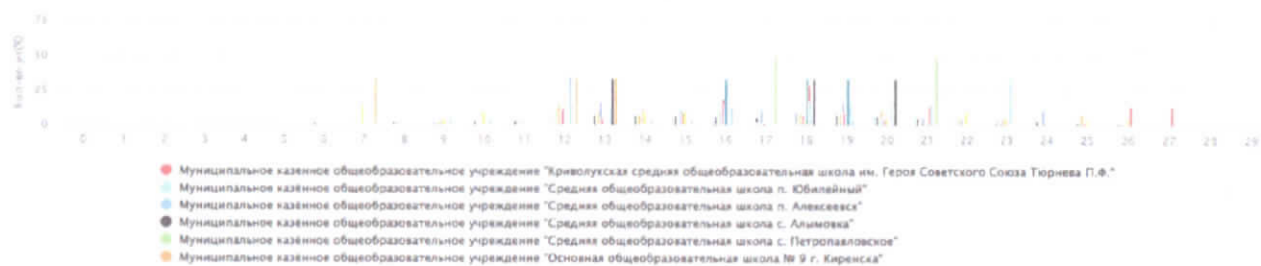 75
50
25
0
0 1 2 3 4 5 6 7 8 9 10 11 12 13 14 15 16 17 18 19 20 21 22 23 24 25 26 27 28 29
Муниципальное казённое общеобразовательное учреждение "Криволукская средняя общеобразовательная школа им. Героя Советского Союза Тюрнева П.Ф."
Муниципальное казённое общеобразовательное учреждение "Средняя общеобразовательная школа п. Юбилейный"
Муниципальное казённое общеобразовательное учреждение "Средняя общеобразовательная школа п. Алексеевск"
Муниципальное казённое общеобразовательное учреждение "Средняя общеобразовательная школа с. Алымовка"
Муниципальное казённое общеобразовательное учреждение "Средняя общеобразовательная школа с. Петропавловское"
Муниципальное казённое общеобразовательное учреждение "Основная общеобразовательная школа № 9 г. Киренска"